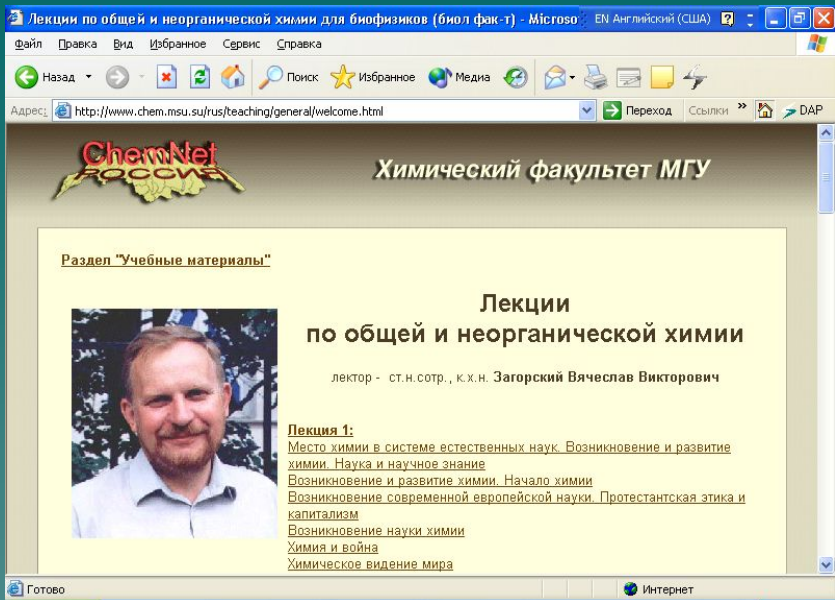 Лекции по общей и неорганической химии для биофизиков (биол фак-т) - Microso
EN Английский (США)
Файл Правка Вид Избранное Сервис Справка
Назад Поиск Избранное Медиа
Адрес: http://www.chem.msu.su/rus/teaching/general/welcome.html Переход Ссылки » DAP
ChemNet
РОССИЯ
Химический факультет МГУ
Раздел "Учебные материалы"
Лекции
по общей и неорганической химии
лектор - ст.н.сотр., к.х.н. Загорский Вячеслав Викторович
Лекция 1:
Место химии в системе естественных наук. Возникновение и развитие
химии. Наука и научное знание
Возникновение и развитие химии. Начало химии
Возникновение современной европейской науки. Протестантская этика и
капитализм
Возникновение науки химии
Химия и война
Химическое видение мира
Готово
Интернет